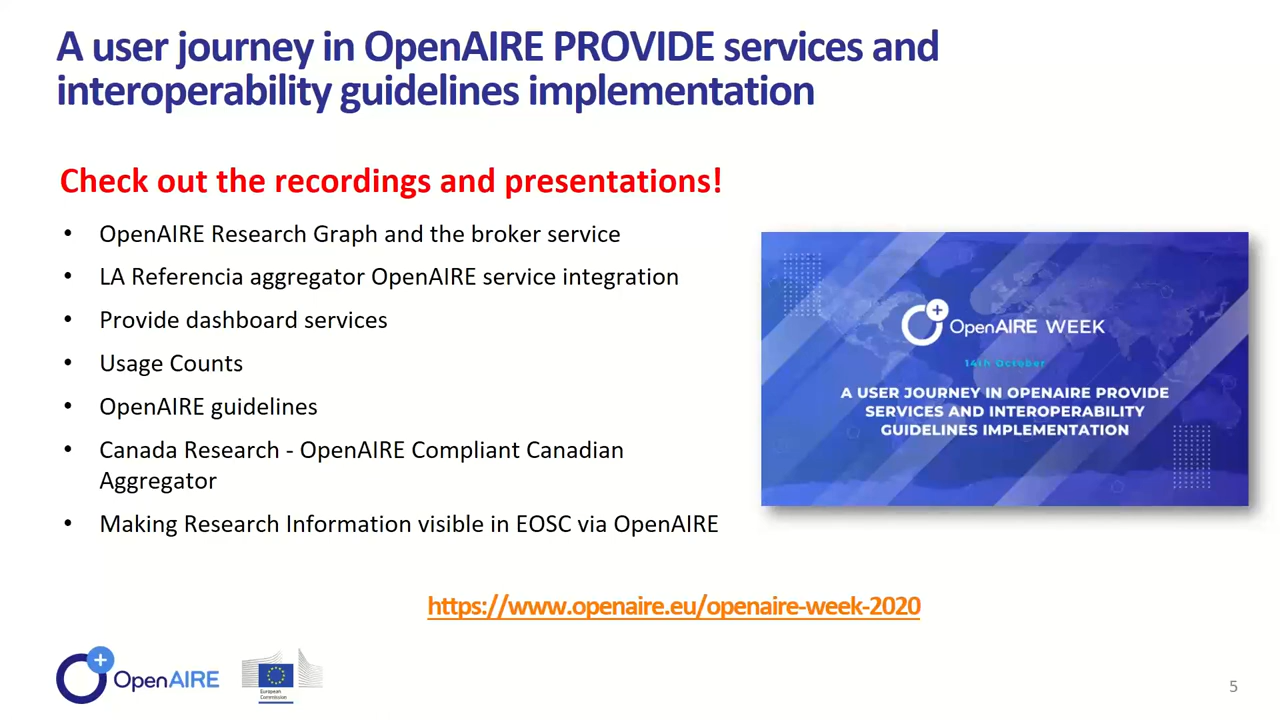 A user journey in OpenAIRE PROVIDE services and
interoperability guidelines implementation
Check out the recordings and presentations!
• OpenAIRE Research Graph and the broker service
• LA Referencia aggregator OpenAIRE service integration
• Provide dashboard services
• Usage Counts
• OpenAIRE guidelines
• Canada Research - OpenAIRE Compliant Canadian
Aggregator
• Making Research Information visible in EOSC via OpenAIRE
OpenAIRE WEEK
14th October
A USER JOURNEY IN OPENAIRE PROVIDE
SERVICES AND INTEROPERABILITY
GUIDELINES IMPLEMENTATION
https://www.openaire.eu/openaire-week-2020
OpenAIRE
European
Commission
5